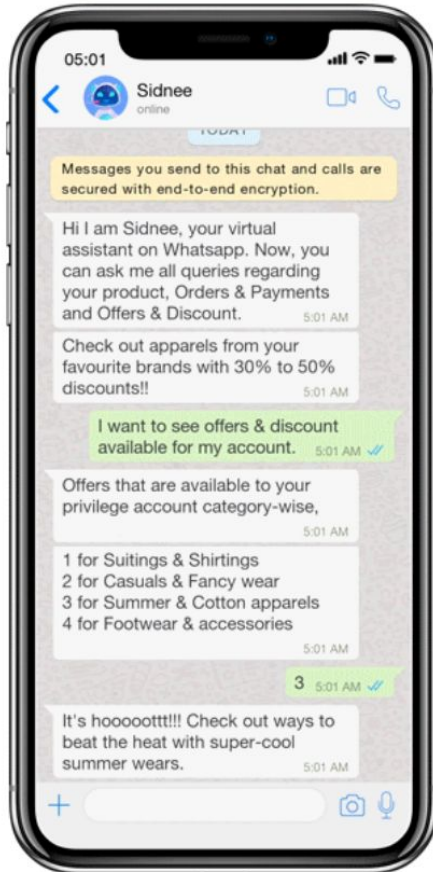 05:01
Sidnee
online
TODAY
Messages you send to this chat and calls are
secured with end-to-end encryption.
Hi I am Sidnee, your virtual
assistant on Whatsapp. Now, you
can ask me all queries regarding
your product, Orders & Payments
and Offers & Discount.
5:01 AM
Check out apparels from your
favourite brands with 30% to 50%
discounts!!
5:01 AM
I want to see offers & discount
available for my account.
5:01 AM
Offers that are available to your
privilege account category-wise,
5:01 AM
1 for Suitings & Shirtings
2 for Casuals & Fancy wear
3 for Summer & Cotton apparels
4 for Footwear & accessories
5:01 AM
3 5:01 AM
It's hooooottt!!! Check out ways to
beat the heat with super-cool
summer wears.
5:01 AM